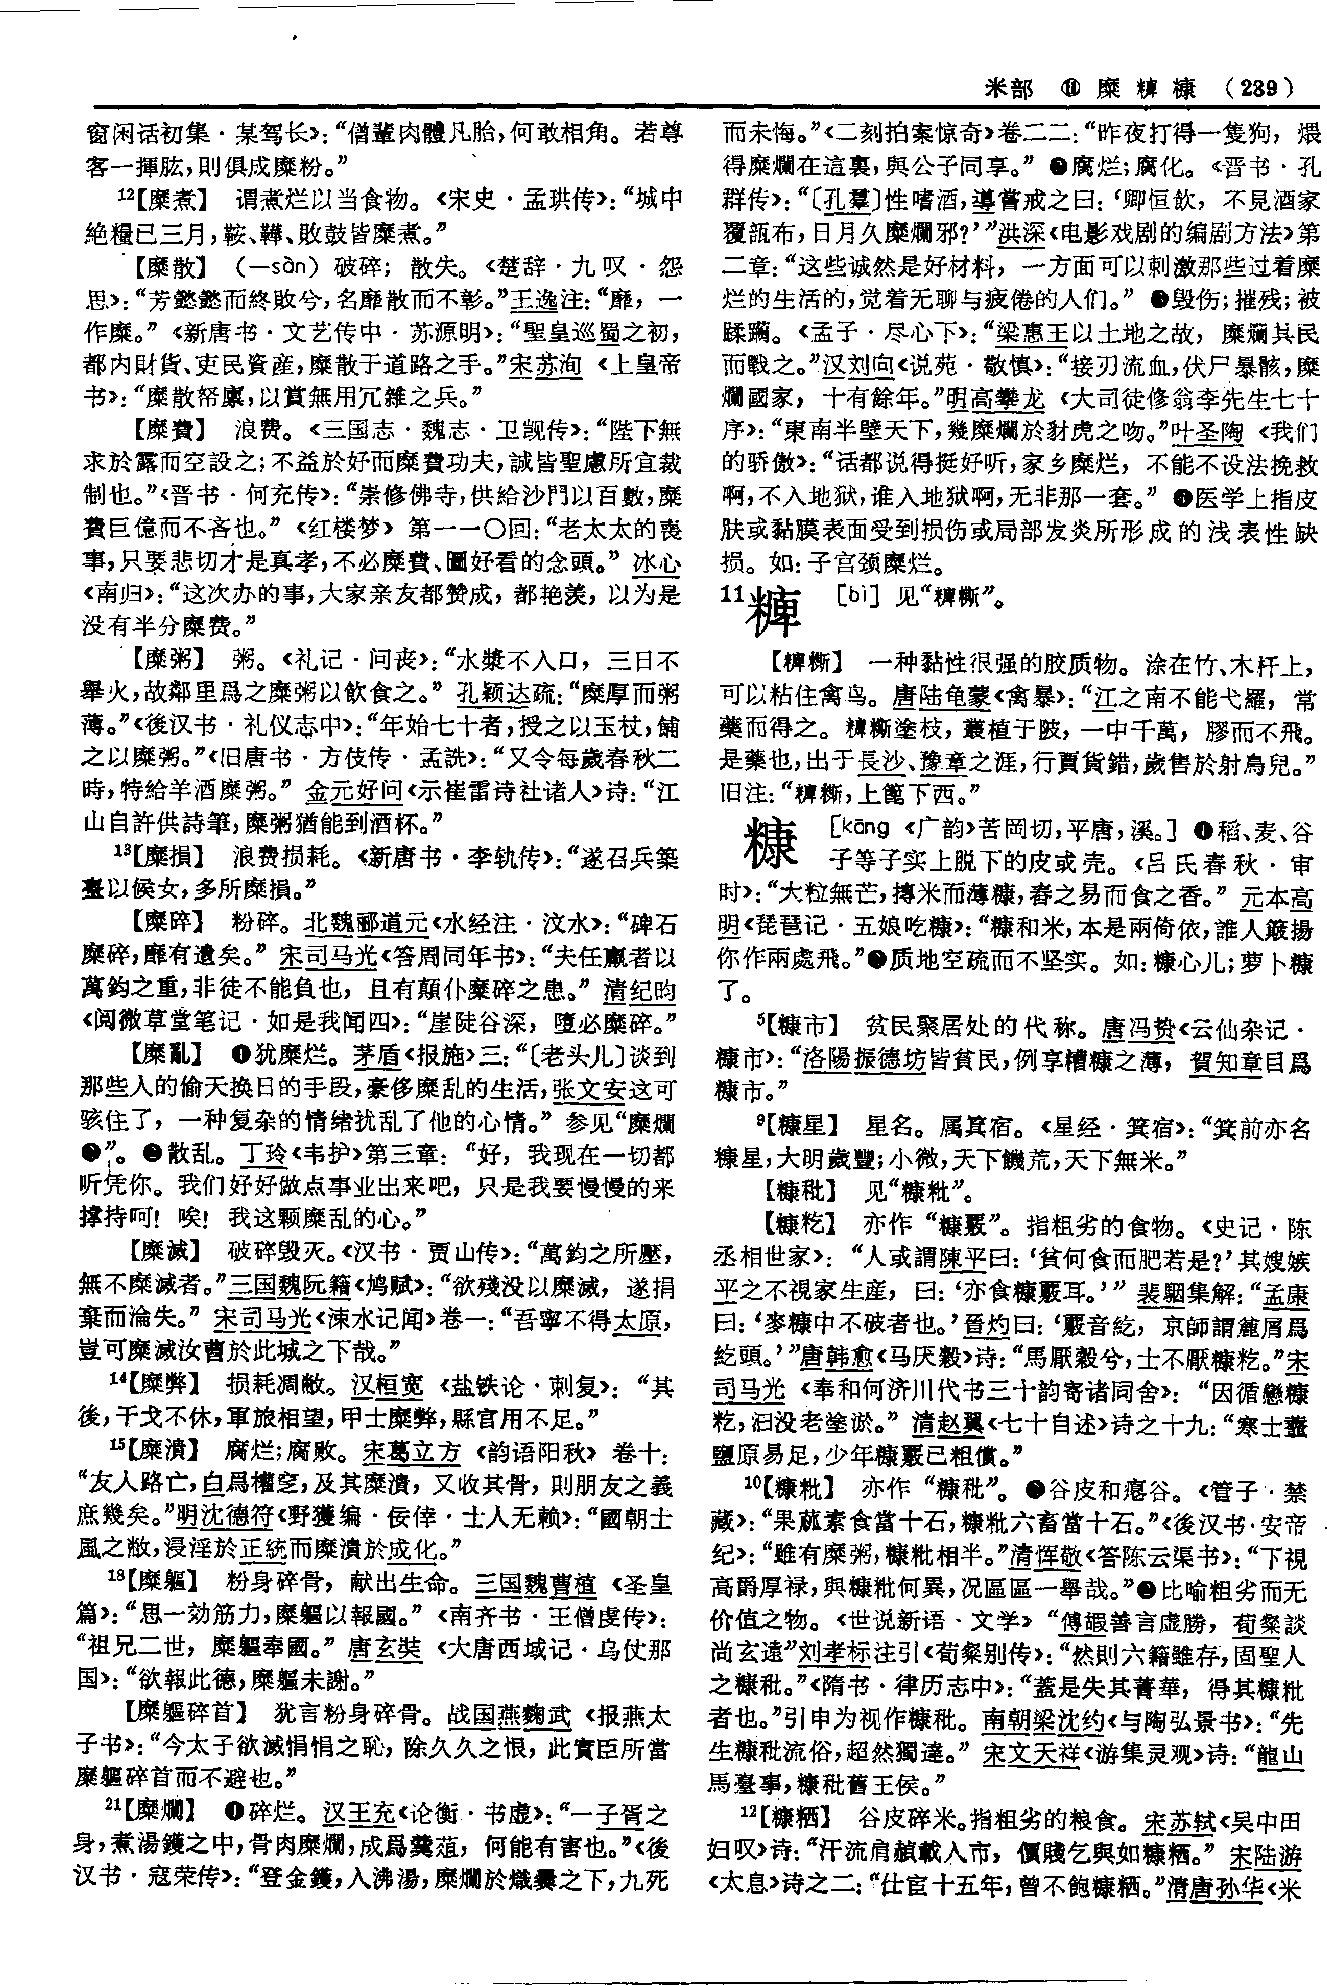 米部 ⑪ 糜 𥻗 糠 （239）
窗闲话初集·某驾长》：“僧輩肉體凡胎，何敢相角。若尊
客一揮肱，則俱成糜粉。”
¹²【糜煮】 谓煮烂以当食物。《宋史·孟珙传》：“城中
絶糧已三月，鞍、韡、敗鼓皆糜煮。”
【糜散】 （—sàn）破碎；散失。《楚辞·九叹·怨
思》：“芳懿懿而終敗兮，名靡散而不彰。”王逸注：“靡，一
作糜。”《新唐书·文艺传中·苏源明》：“聖皇巡蜀之初，
都内財貨、吏民資産，糜散于道路之手。”宋苏洵《上皇帝
书》：“糜散帑廪，以賞無用冗雜之兵。”
【糜費】 浪费。《三国志·魏志·卫觊传》：“陛下無
求於露而空設之；不益於好而糜費功夫，誠皆聖慮所宜裁
制也。”《晋书·何充传》：“崇修佛寺，供給沙門以百數，糜
費巨億而不吝也。”《红楼梦》第一一〇回：“老太太的喪
事，只要悲切才是真孝，不必糜費、圖好看的念頭。”冰心
《南归》：“这次办的事，大家亲友都赞成，都艳羡，以为是
没有半分糜费。”
【糜粥】 粥。《礼记·问丧》：“水漿不入口，三日不
舉火，故鄰里爲之糜粥以飲食之。”孔颖达疏：“糜厚而粥
薄。”《後汉书·礼仪志中》：“年始七十者，授之以玉杖，餔
之以糜粥。”《旧唐书·方伎传·孟詵》：“又令每歲春秋二
時，特給羊酒糜粥。”金元好问《示崔雷诗社诸人》诗：“江
山自許供詩筆，糜粥猶能到酒杯。”
¹³【糜損】 浪费损耗。《新唐书·李轨传》：“遂召兵築
臺以候女，多所糜損。”
【糜碎】 粉碎。北魏郦道元《水经注·汶水》：“碑石
糜碎，靡有遺矣。”宋司马光《答周同年书》：“夫任羸者以
萬鈞之重，非徒不能負也，且有顛仆糜碎之患。”清纪昀
《阅微草堂笔记·如是我闻四》：“崖陡谷深，墮必糜碎。”
【糜亂】 ❶犹糜烂。茅盾《报施》三：“〔老头儿〕谈到
那些人的偷天换日的手段，豪侈糜乱的生活，张文安这可
骇住了，一种复杂的情绪扰乱了他的心情。”参见“糜爛
❷”。❷散乱。丁玲《韦护》第三章：“好，我现在一切都
听凭你。我们好好做点事业出来吧，只是我要慢慢的来
撑持呵！唉！我这颗糜乱的心。”
【糜滅】 破碎毁灭。《汉书·贾山传》：“萬鈞之所壓，
無不糜滅者。”三国魏阮籍《鸠赋》：“欲殘没以糜滅，遂捐
棄而淪失。”宋司马光《涑水记闻》卷一：“吾寧不得太原，
豈可糜滅汝曹於此城之下哉。”
¹⁴【糜弊】 损耗凋敝。汉桓宽《盐铁论·刺复》：“其
後，干戈不休，軍旅相望，甲士糜弊，縣官用不足。”
¹⁵【糜潰】 腐烂；腐败。宋葛立方《韵语阳秋》卷十：
“友人路亡，白爲權窆，及其糜潰，又收其骨，則朋友之義
庶幾矣。”明沈德符《野獲编·佞倖·士人无赖》：“國朝士
風之敝，浸淫於正統而糜潰於成化。”
¹⁸【糜軀】 粉身碎骨，献出生命。三国魏曹植《圣皇
篇》：“思一効筋力，糜軀以報國。”《南齐书·王僧虔传》：
“祖兄二世，糜軀奉國。”唐玄奘《大唐西域记·乌仗那
国》：“欲報此德，糜軀未謝。”
【糜軀碎首】 犹言粉身碎骨。战国燕鞫武《报燕太
子书》：“今太子欲滅悁悁之恥，除久久之恨，此實臣所當
糜軀碎首而不避也。”
²¹【糜爛】 ❶碎烂。汉王充《论衡·书虚》：“一子胥之
身，煮湯鑊之中，骨肉糜爛，成爲羹菹，何能有害也。”《後
汉书·寇荣传》：“登金鑊，入沸湯，糜爛於熾爨之下，九死
而未悔。”《二刻拍案惊奇》卷二二：“昨夜打得一隻狗，煨
得糜爛在這裏，與公子同享。”❷腐烂；腐化。《晋书·孔
群传》：“〔孔羣〕性嗜酒，導嘗戒之曰：‘卿恒飲，不見酒家
覆瓿布，日月久糜爛邪？’”洪深《电影戏剧的编剧方法》第
二章：“这些诚然是好材料，一方面可以刺激那些过着糜
烂的生活的，觉着无聊与疲倦的人们。”❸毁伤；摧残；被
蹂躏。《孟子·尽心下》：“梁惠王以土地之故，糜爛其民
而戰之。”汉刘向《说苑·敬慎》：“接刃流血，伏尸暴骸，糜
爛國家，十有餘年。”明高攀龙《大司徒修翁李先生七十
序》：“東南半壁天下，幾糜爛於豺虎之吻。”叶圣陶《我们
的骄傲》：“话都说得挺好听，家乡糜烂，不能不设法挽救
啊，不入地狱，谁入地狱啊，无非那一套。”❹医学上指皮
肤或黏膜表面受到损伤或局部发炎所形成的浅表性缺
损。如：子宫颈糜烂。
11 [bì] 见“”。
【】 一种黏性很强的胶质物。涂在竹、木杆上，
可以粘住禽鸟。唐陆龟蒙《禽暴》：“江之南不能弋羅，常
藥而得之。塗枝，叢植于陂，一中千萬，膠而不飛。
是藥也，出于長沙、豫章之涯，行賈貨錯，歲售於射鳥兒。”
旧注：“，上篦下西。”
糠 [kāng 《广韵》苦岡切，平唐，溪。] ❶稻、麦、谷
子等子实上脱下的皮或壳。《吕氏春秋·审
时》：“大粒無芒，摶米而薄糠，舂之易而食之香。”元本高
明《琵琶记·五娘吃糠》：“糠和米，本是兩倚依，誰人簸揚
你作兩處飛。”❷质地空疏而不坚实。如：糠心儿；萝卜糠
了。
⁵【糠市】 贫民聚居处的代称。唐冯贽《云仙杂记·
糠市》：“洛陽振德坊皆貧民，例享糟糠之薄，賀知章目爲
糠市。”
⁹【糠星】 星名。属箕宿。《星经·箕宿》：“箕前亦名
糠星，大明歲豐；小微，天下饑荒，天下無米。”
【糠秕】 见“糠粃”。
【糠籺】 亦作“糠覈”。指粗劣的食物。《史记·陈
丞相世家》：“人或謂陳平曰：‘貧何食而肥若是？’其嫂嫉
平之不視家生産，曰：‘亦食糠覈耳。’”裴駰集解：“孟康
曰：‘麥糠中不破者也。’晉灼曰：‘覈音紇，京師謂麄屑爲
紇頭。’”唐韩愈《马厌穀》诗：“馬厭穀兮，士不厭糠籺。”宋
司马光《奉和何济川代书三十韵寄诸同舍》：“因循戀糠
籺，汩没老塗淤。”清赵翼《七十自述》诗之十九：“寒士虀
鹽原易足，少年糠覈已粗償。”
¹⁰【糠粃】 亦作“糠秕”。❶谷皮和瘪谷。《管子·禁
藏》：“果蓏素食當十石，糠粃六畜當十石。”《後汉书·安帝
纪》：“雖有糜粥，糠粃相半。”清恽敬《答陈云渠书》：“下視
高爵厚禄，與糠粃何異，况區區一舉哉。”❷比喻粗劣而无
价值之物。《世说新语·文学》“傅嘏善言虚勝，荀粲談
尚玄遠”刘孝标注引《荀粲别传》：“然則六籍雖存，固聖人
之糠秕。”《隋书·律历志中》：“蓋是失其菁華，得其糠粃
者也。”引申为视作糠秕。南朝梁沈约《与陶弘景书》：“先
生糠秕流俗，超然獨遠。”宋文天祥《游集灵观》诗：“龍山
馬臺事，糠秕舊王侯。”
¹²【糠粞】 谷皮碎米。指粗劣的粮食。宋苏轼《吴中田
妇叹》诗：“汗流肩赬載入市，價賤乞與如糠粞。”宋陆游
《太息》诗之二：“仕宦十五年，曾不飽糠粞。”清唐孙华《米